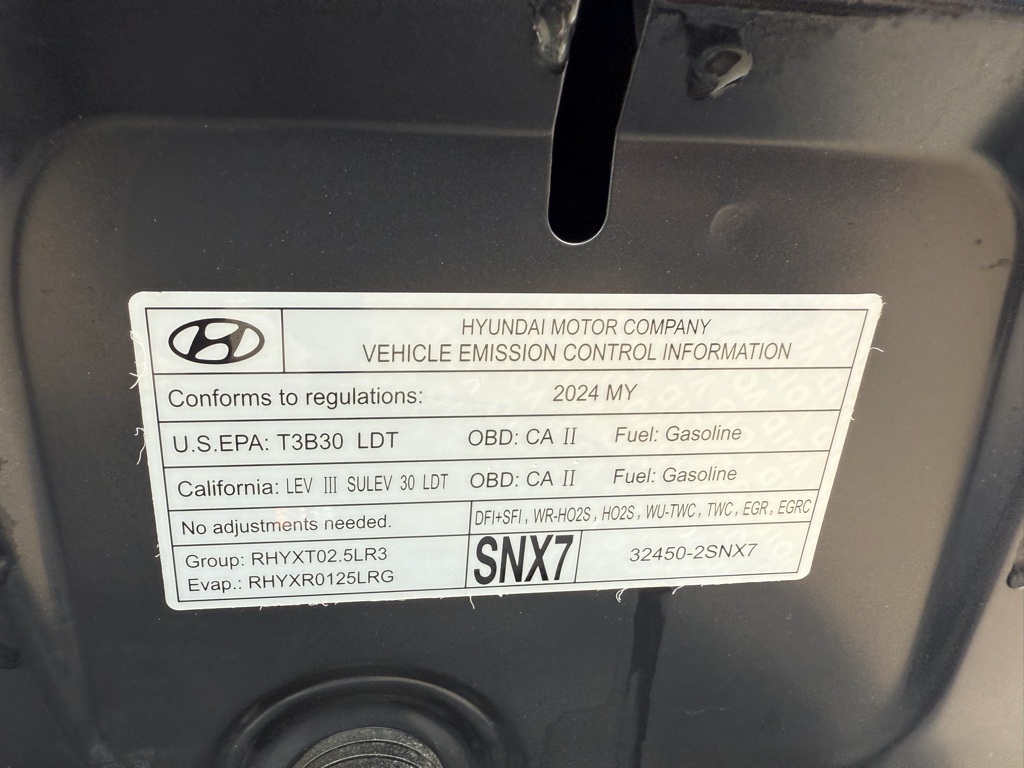 HYUNDAI MOTOR COMPANY
VEHICLE EMISSION CONTROL INFORMATION
Conforms to regulations: 2024 MY
U.S.EPA: T3B30 LDT OBD: CA II Fuel: Gasoline
California: LEV III SULEV 30 LDT OBD: CA II Fuel: Gasoline
No adjustments needed. DFI+SFI, WR-HO2S, HO2S, WU-TWC, TWC, EGR, EGRC
Group: RHYXT02.5LR3
Evap.: RHYXR0125LRG
SNX7 32450-2SNX7